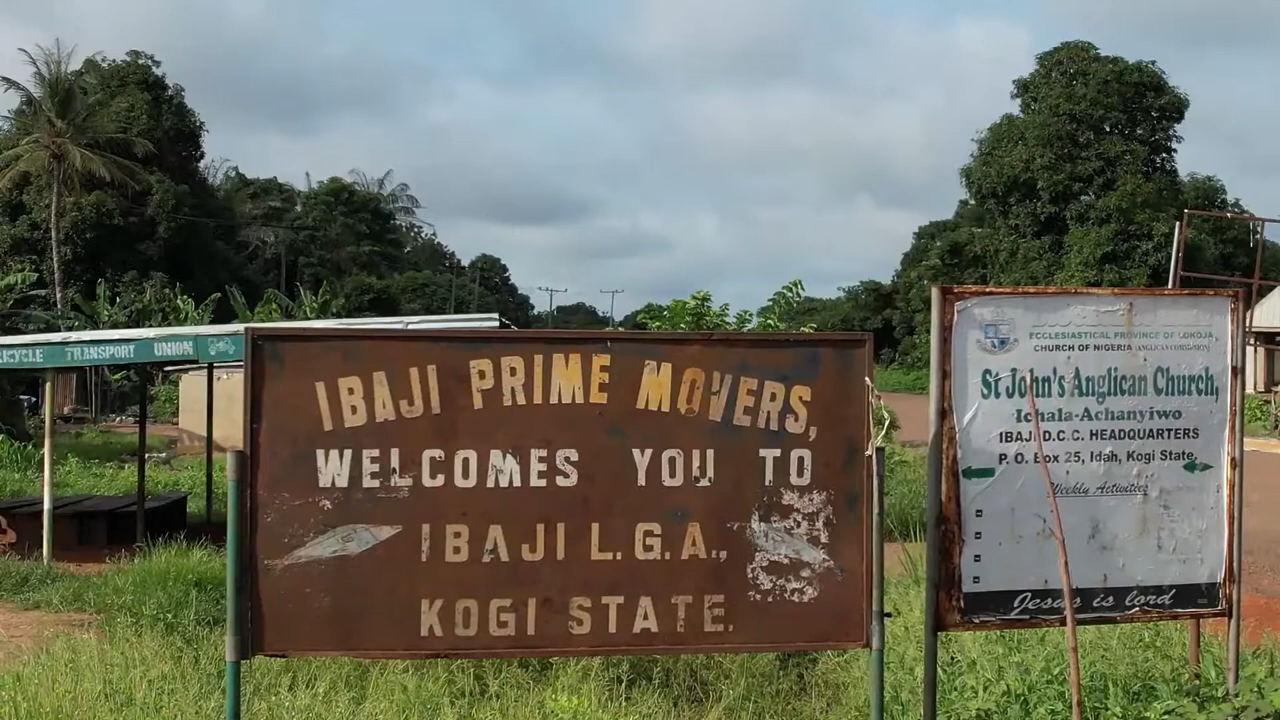 TRANSPORT UNION
IBAJI PRIME MOVERS,
WELCOMES YOU TO
IBAJI L.G.A.,
KOGI STATE.
ECCLESIASTICAL PROVINCE OF LOKOJA
CHURCH OF NIGERIA (ANGLICAN COMMUNION)
St John's Anglican Church,
Ichala-Achanyiwo
IBAJI D.C.C. HEADQUARTERS
P. O. Box 25, Idah, Kogi State.
Weekly Activities
Jesus is lord